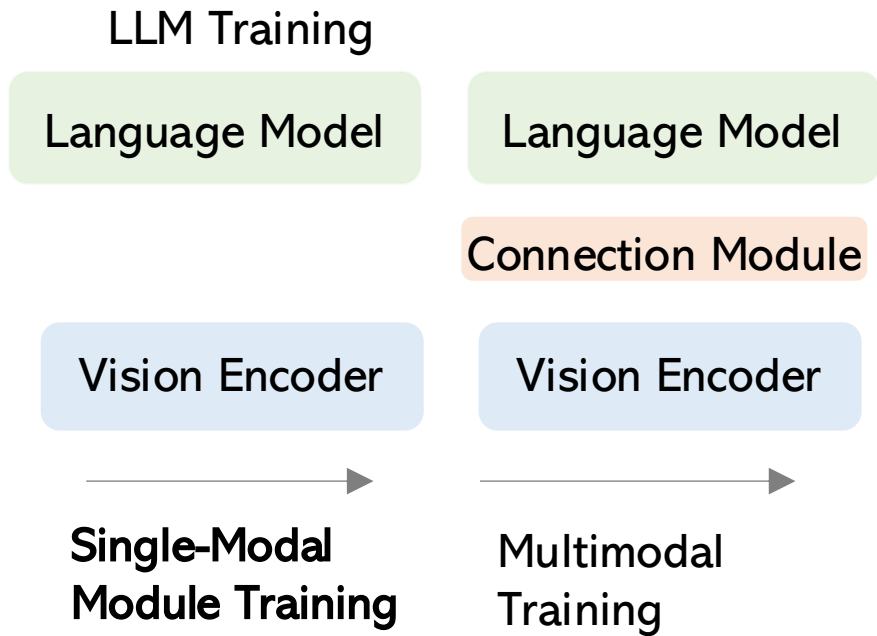 LLM Training
Language Model
Language Model
Connection Module
Vision Encoder
Vision Encoder
Single-Modal
Module Training
Multimodal
Training